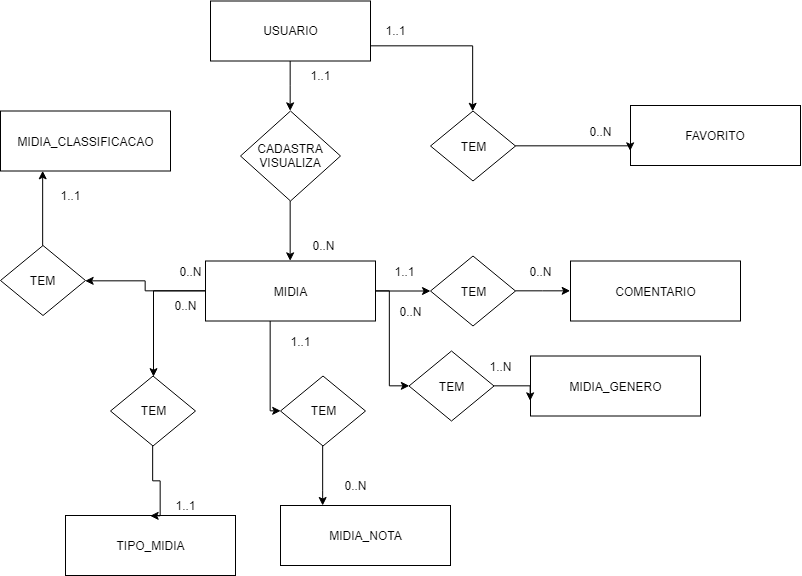 USUARIO
1..1
1..1
CADASTRA
VISUALIZA
TEM
0..N
FAVORITO
MIDIA_CLASSIFICACAO
1..1
0..N
TEM
0..N
MIDIA
1..1
TEM
0..N
COMENTARIO
0..N
0..N
1..1
TEM
1..N
MIDIA_GENERO
TEM
TEM
0..N
1..1
TIPO_MIDIA
MIDIA_NOTA